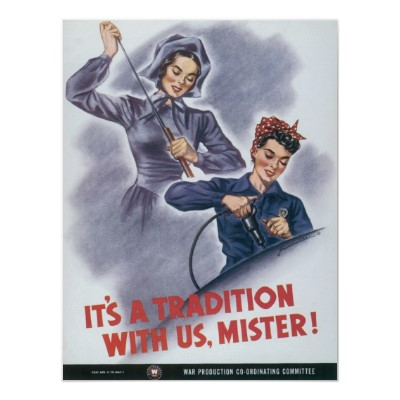 IT'S A TRADITION
WITH US, MISTER!
W
WAR PRODUCTION CO-ORDINATING COMMITTEE